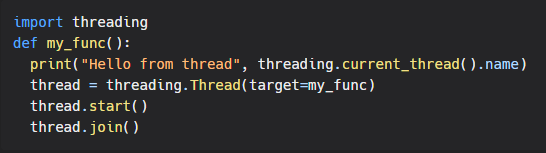 import threading
def my_func():
  print("Hello from thread", threading.current_thread().name)
  thread = threading.Thread(target=my_func)
  thread.start()
  thread.join()